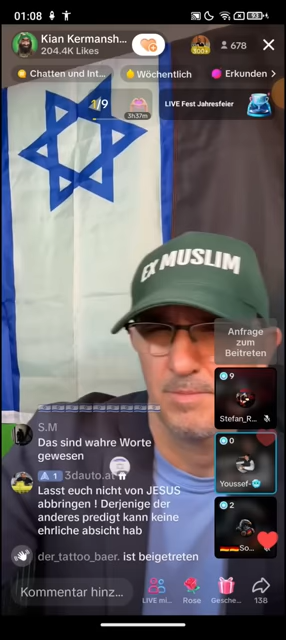 01:08
93
Kian Kermansh...
204.4K Likes
300+
678
Chatten und Int...
Wöchentlich
Erkunden
1/9
3h37m
LIVE Fest Jahresfeier
EX MUSLIM
Anfrage
zum
Beitreten
9
Stefan_R...
0
Youssef-
2
So...
S.M
Das sind wahre Worte
gewesen
A 1 3dauto.at
Lasst euch nicht von JESUS
abbringen ! Derjenige der
anderes predigt kann keine
ehrliche absicht hab
der_tattoo_baer. ist beigetreten
Kommentar hinz...
LIVE mi...
Rose
Gesche...
138